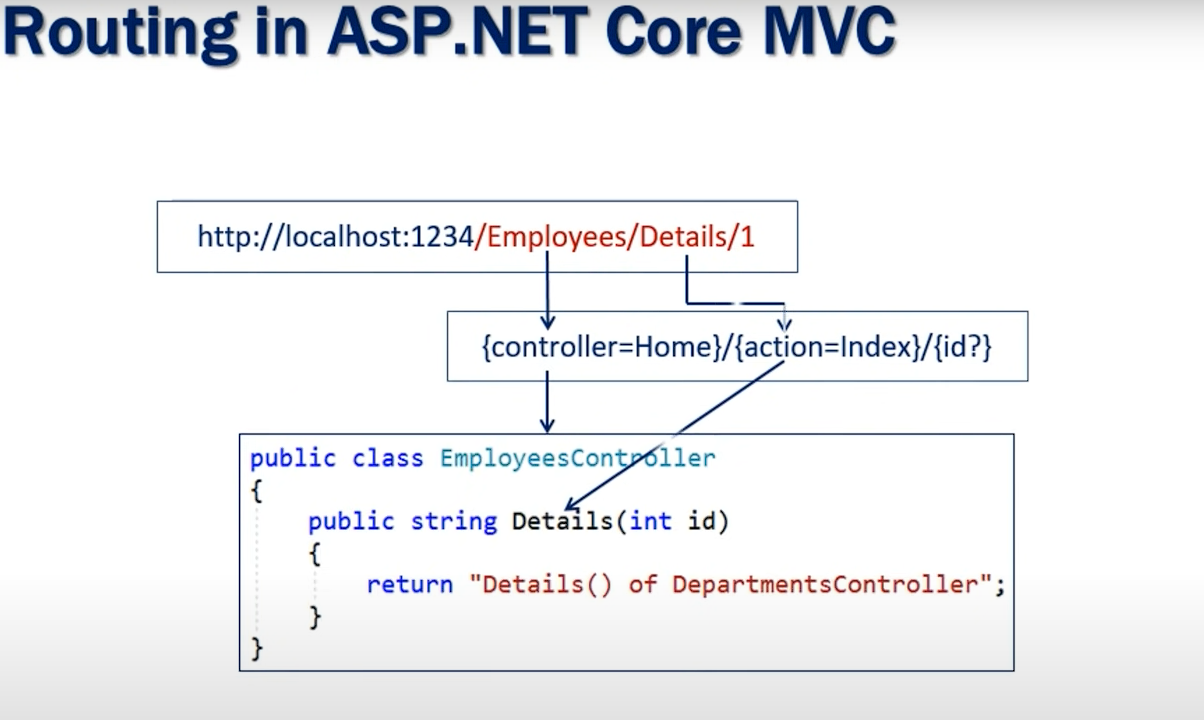 Routing in ASP.NET Core MVC
http://localhost:1234/Employees/Details/1
{controller=Home}/{action=Index}/{id?}
public class EmployeesController
{
public string Details(int id)
{
return "Details() of DepartmentsController";
}
}